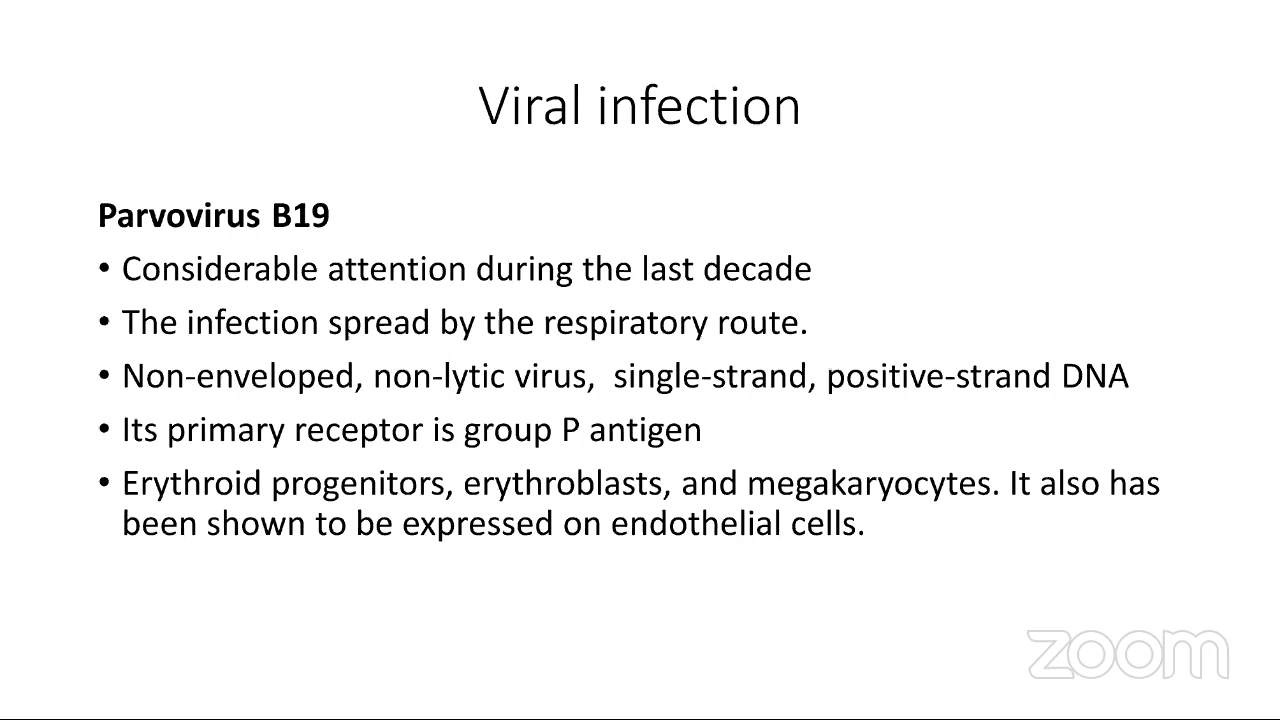 Viral infection
Parvovirus B19
• Considerable attention during the last decade
• The infection spread by the respiratory route.
• Non-enveloped, non-lytic virus,  single-strand, positive-strand DNA
• Its primary receptor is group P antigen
• Erythroid progenitors, erythroblasts, and megakaryocytes. It also has
been shown to be expressed on endothelial cells.
zoom